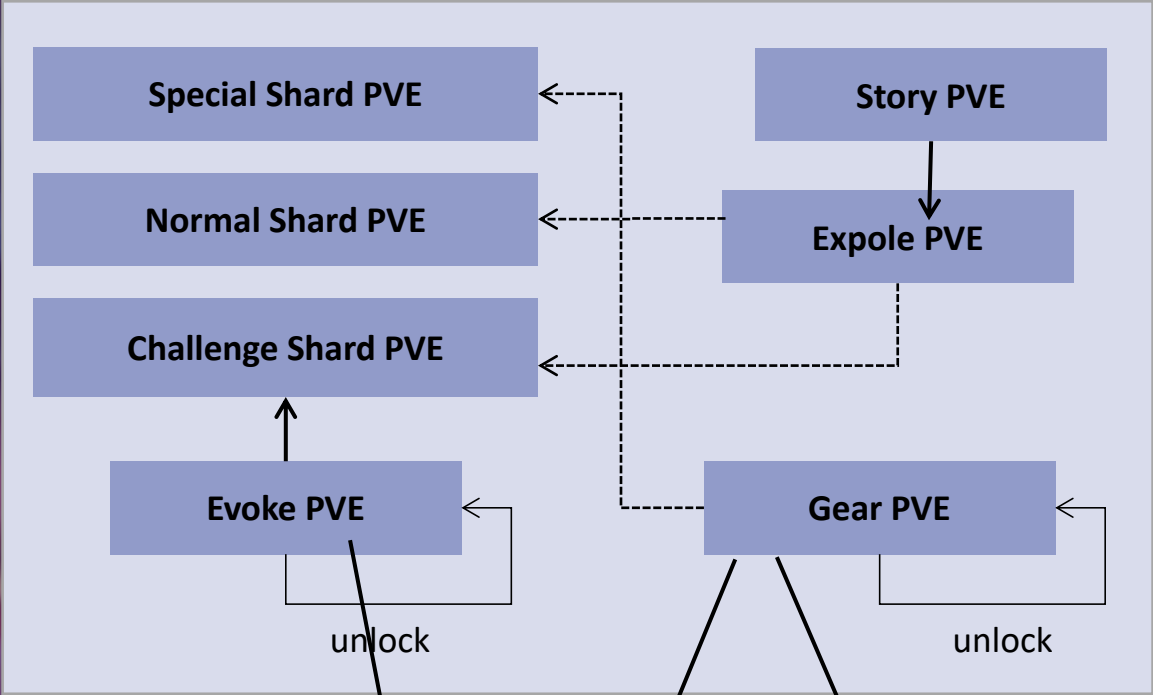 Special Shard PVE
Story PVE
Normal Shard PVE
Expole PVE
Challenge Shard PVE
Evoke PVE
Gear PVE
unlock
unlock